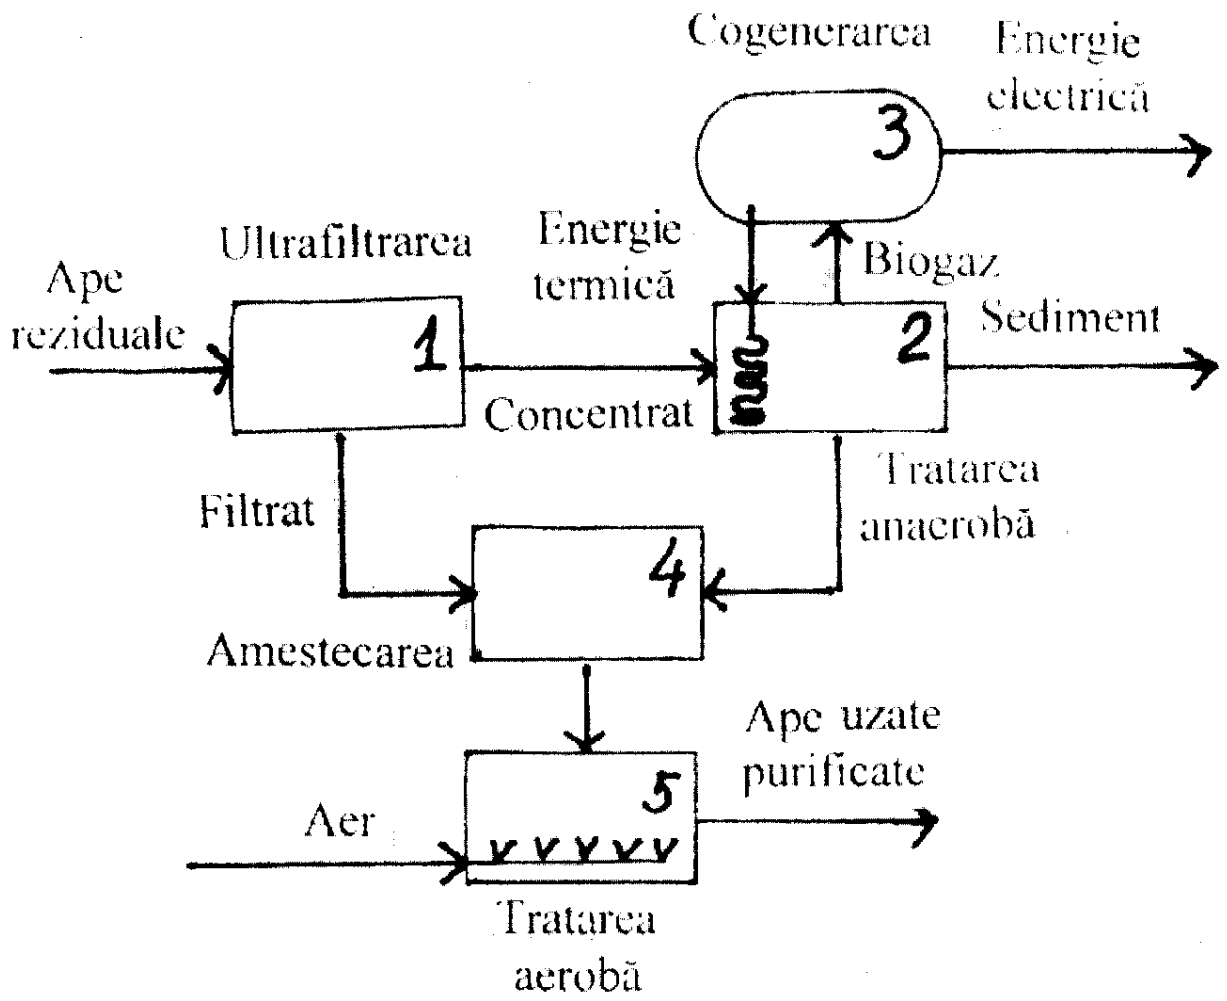 Cogenerarea
Energie
electrică
3
Ultrafiltrarea
Energie
termică
Biogaz
Ape
reziduale
1
2
Sediment
Concentrat
Tratarea
anaerobă
Filtrat
4
Amestecarea
Ape uzate
purificate
5
Aer
Tratarea
aerobă